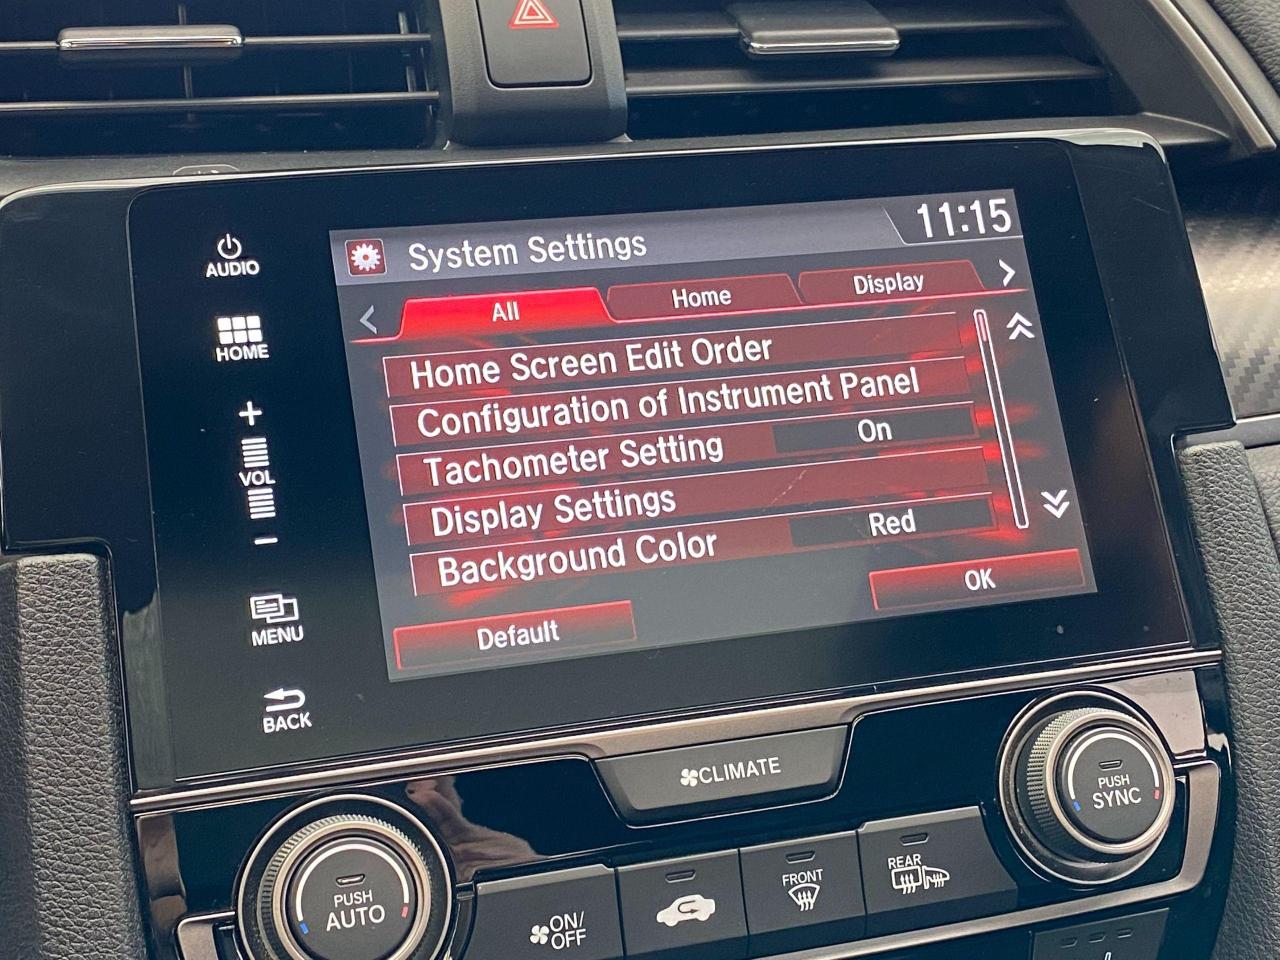 AUDIO
HOME
+
VOL
−
MENU
BACK
System Settings
11:15
All
Home
Display
Home Screen Edit Order
Configuration of Instrument Panel
Tachometer Setting On
Display Settings
Background Color Red
Default
OK
CLIMATE
PUSH
AUTO
ON/
OFF
FRONT
REAR
PUSH
SYNC